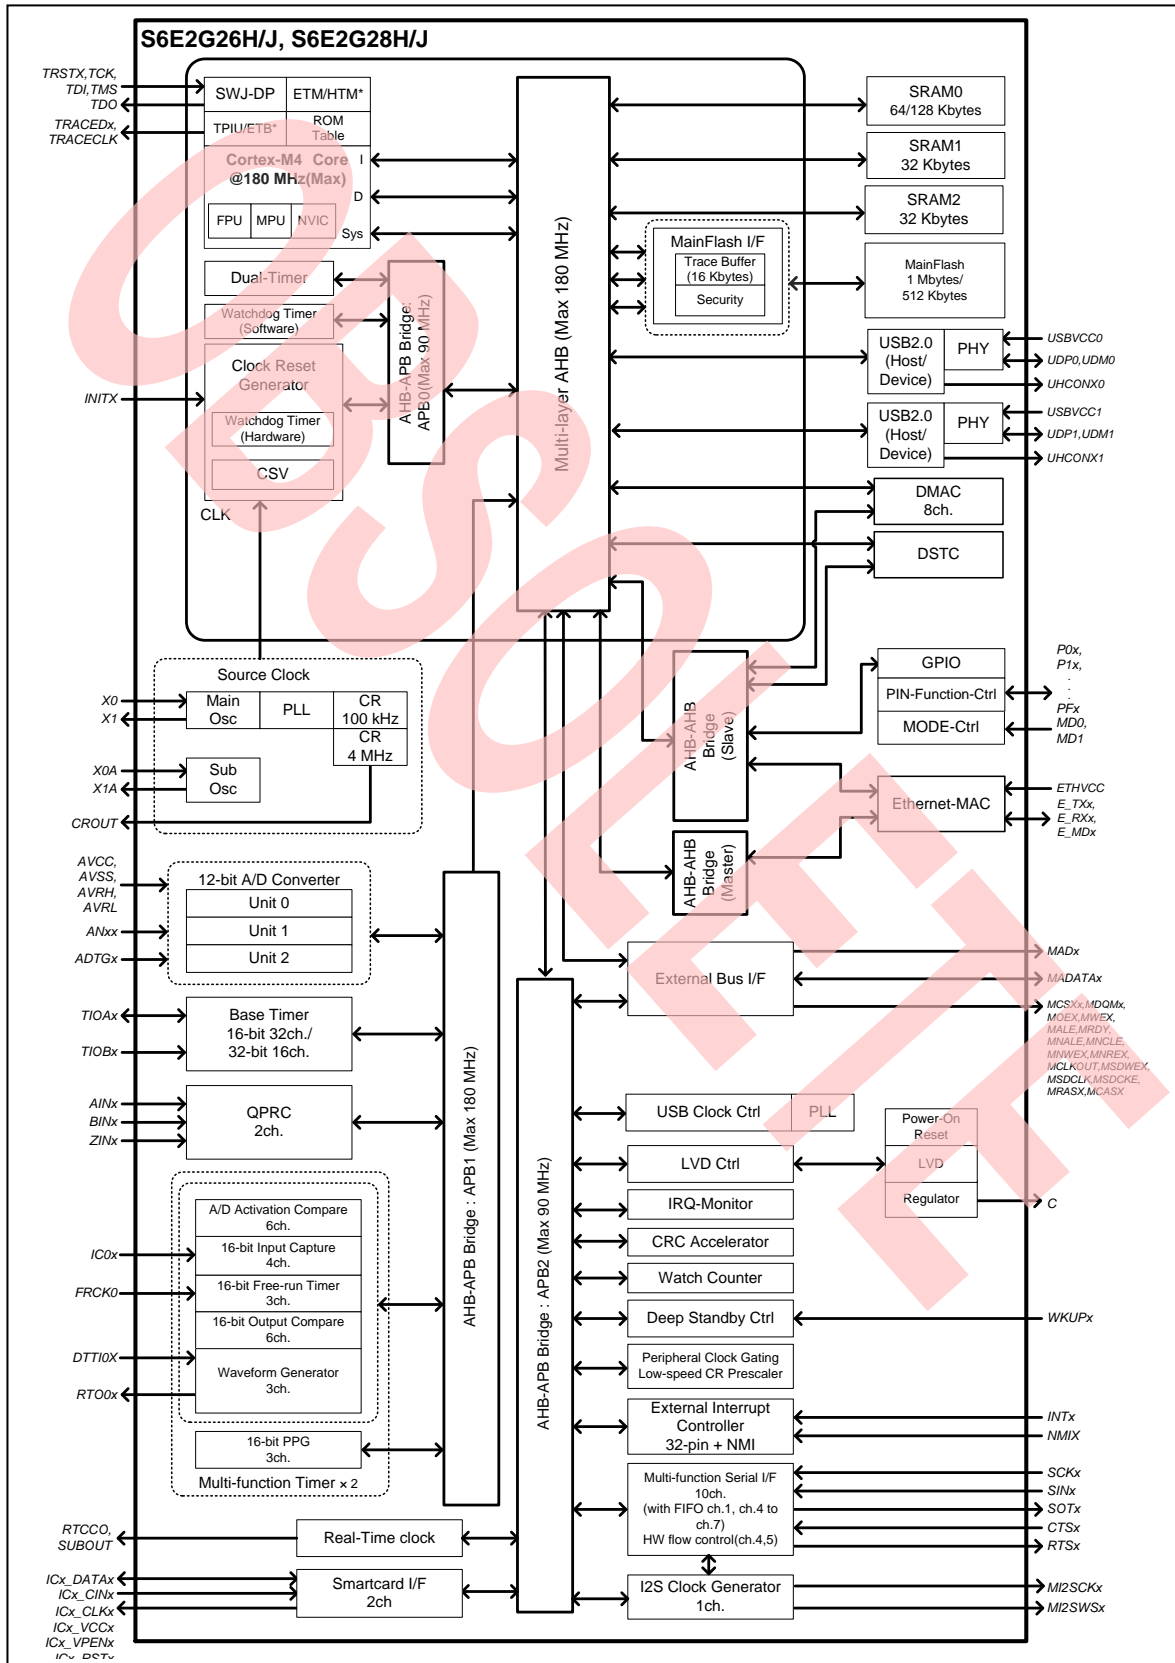 S6E2G26H/J, S6E2G28H/J
TRSTX,TCK,
TDI,TMS
TDO
TRACEDx,
TRACECLK
SWJ-DP
ETM/HTM*
TPIU/ETB*
ROM
Table
Cortex-M4 Core
@180 MHz(Max)
I
D
Sys
FPU
MPU
NVIC
Dual-Timer
Watchdog Timer
(Software)
Clock Reset
Generator
Watchdog Timer
(Hardware)
CSV
CLK
INITX
AHB-APB Bridge:
APB0(Max 90 MHz)
Multi-layer AHB (Max 180 MHz)
SRAM0
64/128 Kbytes
SRAM1
32 Kbytes
SRAM2
32 Kbytes
MainFlash I/F
Trace Buffer
(16 Kbytes)
Security
MainFlash
1 Mbytes/
512 Kbytes
USB2.0
(Host/
Device)
PHY
USBVCC0
UDP0,UDM0
UHCONX0
USB2.0
(Host/
Device)
PHY
USBVCC1
UDP1,UDM1
UHCONX1
DMAC
8ch.
DSTC
AHB-AHB
Bridge
(Slave)
GPIO
PIN-Function-Ctrl
MODE-Ctrl
P0x,
P1x,
.
.
PFx
MD0,
MD1
Ethernet-MAC
ETHVCC
E_TXx,
E_RXx,
E_MDx
AHB-AHB
Bridge
(Master)
Source Clock
X0
X1
Main
Osc
PLL
CR
100 kHz
CR
4 MHz
X0A
X1A
Sub
Osc
CROUT
AVCC,
AVSS,
AVRH,
AVRL
ANxx
ADTGx
12-bit A/D Converter
Unit 0
Unit 1
Unit 2
TIOAx
TIOBx
Base Timer
16-bit 32ch./
32-bit 16ch.
AINx
BINx
ZINx
QPRC
2ch.
A/D Activation Compare
6ch.
IC0x
16-bit Input Capture
4ch.
FRCK0
16-bit Free-run Timer
3ch.
16-bit Output Compare
6ch.
DTTI0X
RTO0x
Waveform Generator
3ch.
16-bit PPG
3ch.
Multi-function Timer × 2
AHB-APB Bridge : APB1 (Max 180 MHz)
AHB-APB Bridge : APB2 (Max 90 MHz)
External Bus I/F
MADx
MADATAx
MCSXx,MDQMx,
MOEX,MWEX,
MALE,MRDY,
MNALE,MNCLE,
MNWEX,MNREX,
MCLKOUT,MSDWEX,
MSDCLK,MSDCKE,
MRASX,MCASX
USB Clock Ctrl
PLL
LVD Ctrl
Power-On
Reset
LVD
Regulator
C
IRQ-Monitor
CRC Accelerator
Watch Counter
Deep Standby Ctrl
WKUPx
Peripheral Clock Gating
Low-speed CR Prescaler
External Interrupt
Controller
32-pin + NMI
INTx
NMIX
Multi-function Serial I/F
10ch.
(with FIFO ch.1, ch.4 to
ch.7)
HW flow control(ch.4,5)
SCKx
SINx
SOTx
CTSx
RTSx
I2S Clock Generator
1ch.
MI2SCKx
MI2SWSx
RTCCO,
SUBOUT
Real-Time clock
Smartcard I/F
2ch
ICx_DATAx
ICx_CINx
ICx_CLKx
ICx_VCCx
ICx_VPENx
ICx_RSTx
OBSOLETE